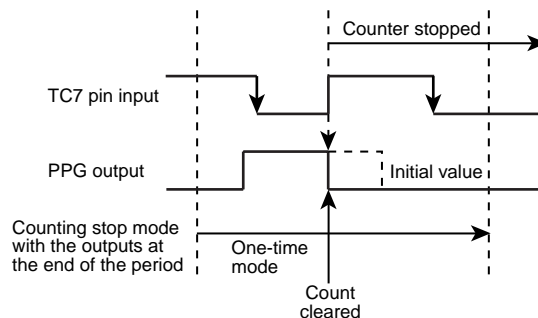 Counter stopped
TC7 pin input
PPG output
Initial value
Counting stop mode
with the outputs at
the end of the period
One-time
mode
Count
cleared